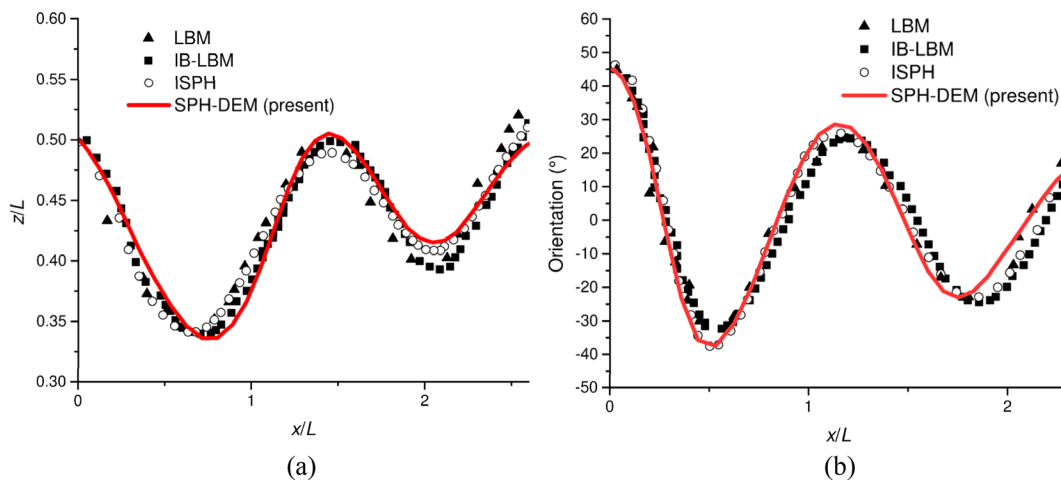 0.60
0.55
0.50
0.45
0.40
0.35
0.30
z/L
LBM
IB-LBM
ISPH
SPH-DEM (present)
0
1
2
x/L
(a)
60
50
40
30
20
10
0
-10
-20
-30
-40
-50
Orientation (°)
LBM
IB-LBM
ISPH
SPH-DEM (present)
0
1
2
x/L
(b)